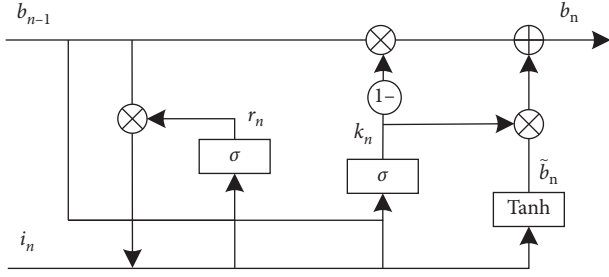 b_{n–1} b_n
1–
r_n k_n
σ σ b̃_n
Tanh
i_n